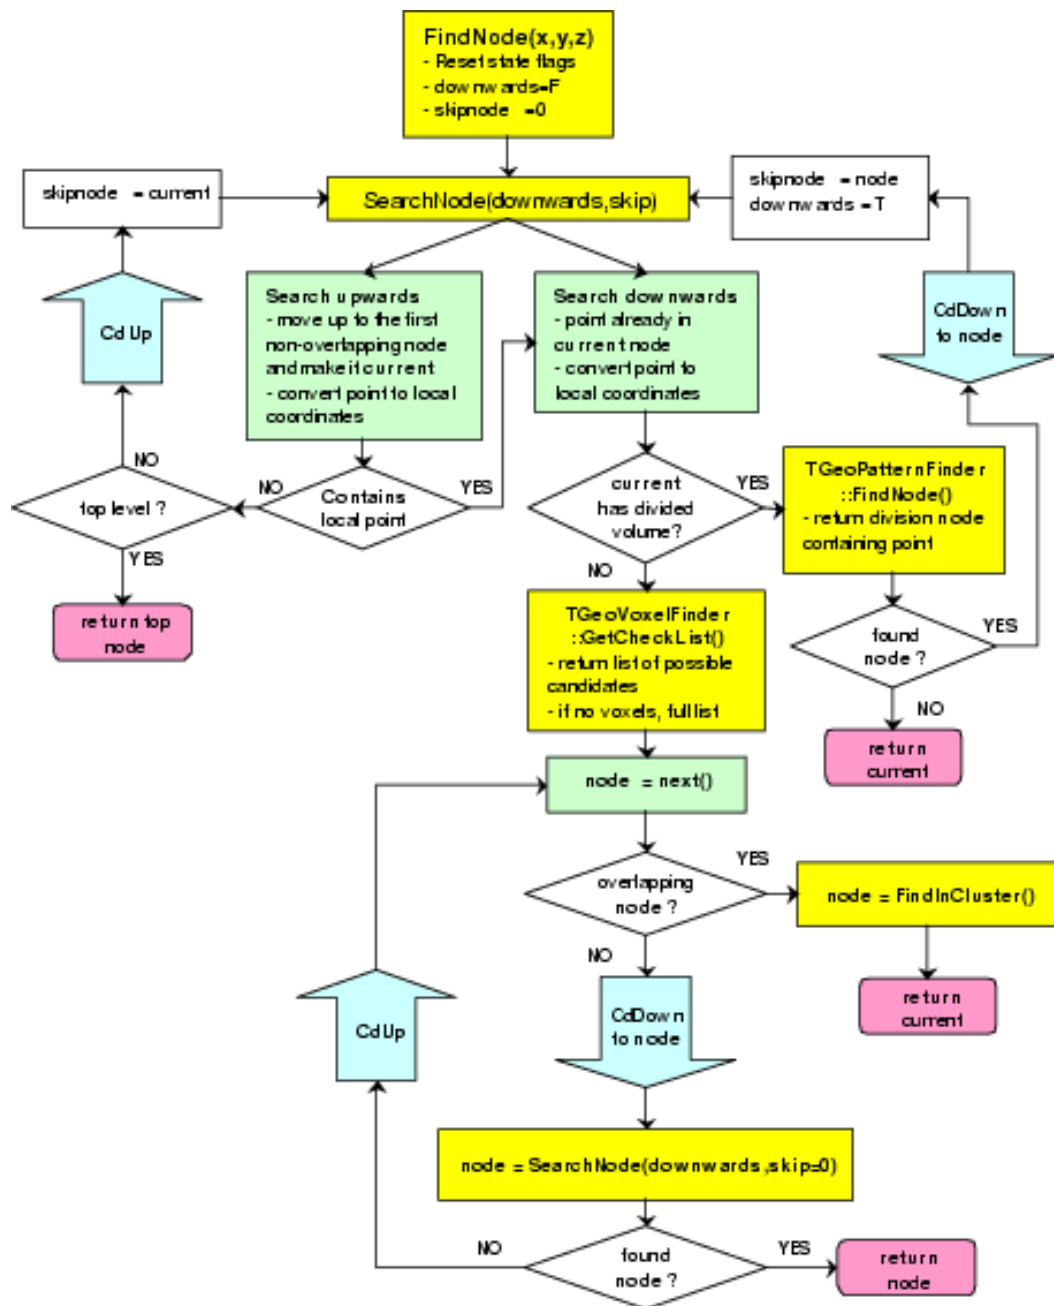 FindNode(x,y,z)
- Reset state flags
- downwards=F
- skipnode =0
skipnode = current
SearchNode(downwards,skip)
skipnode = node
downwards = T
CdUp
Search upwards
- move up to the first
non-overlapping node
and make it current
- convert point to local
coordinates
Search downwards
- point already in
current node
- convert point to
local coordinates
CdDown
to node
NO
top level ?
NO
Contains
local point
YES
current
has divided
volume?
YES
TGeoPatternFinder
::FindNode()
- return division node
containing point
YES
NO
return top
node
TGeoVoxelFinder
::GetCheckList()
- return list of possible
candidates
- if no voxels, full list
found
node ?
YES
NO
return
current
node = next()
overlapping
node ?
YES
node = FindInCluster()
NO
return
current
CdUp
CdDown
to node
node = SearchNode(downwards,skip=0)
NO
found
node ?
YES
return
node